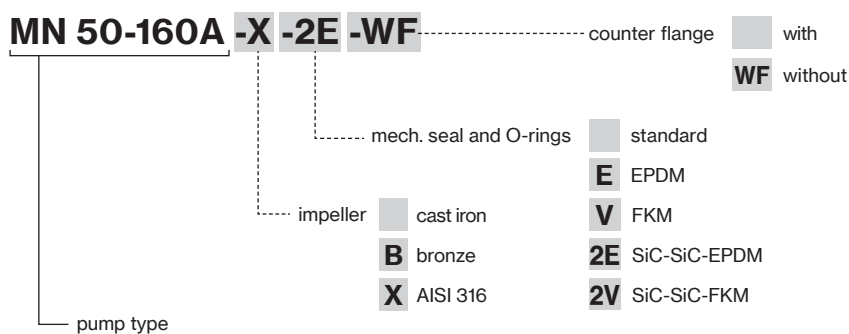 MN 50-160A -X -2E -WF
counter flange with
WF without
mech. seal and O-rings standard
E EPDM
V FKM
2E SiC-SiC-EPDM
2V SiC-SiC-FKM
impeller cast iron
B bronze
X AISI 316
pump type